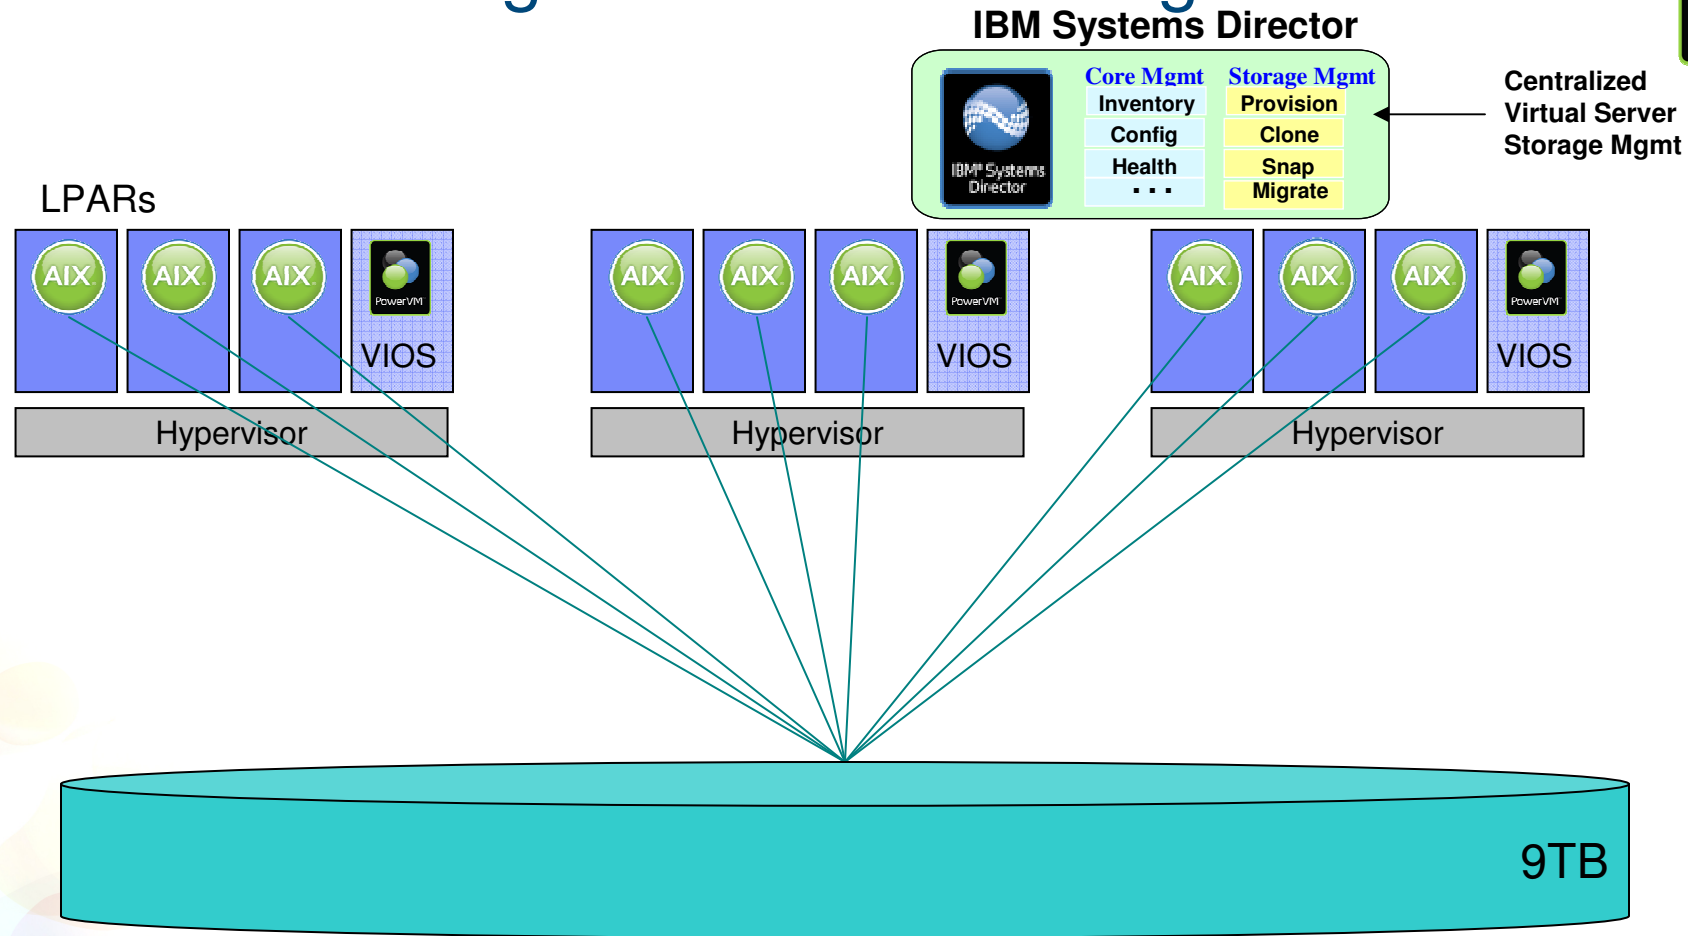 IBM Systems Director
Core Mgmt Storage Mgmt
Inventory Provision
Config Clone
Health Snap
... Migrate
IBM® Systems
Director
Centralized
Virtual Server
Storage Mgmt
LPARs
AIX AIX AIX PowerVM
VIOS
AIX AIX AIX PowerVM
VIOS
AIX AIX AIX PowerVM
VIOS
Hypervisor
Hypervisor
Hypervisor
9TB